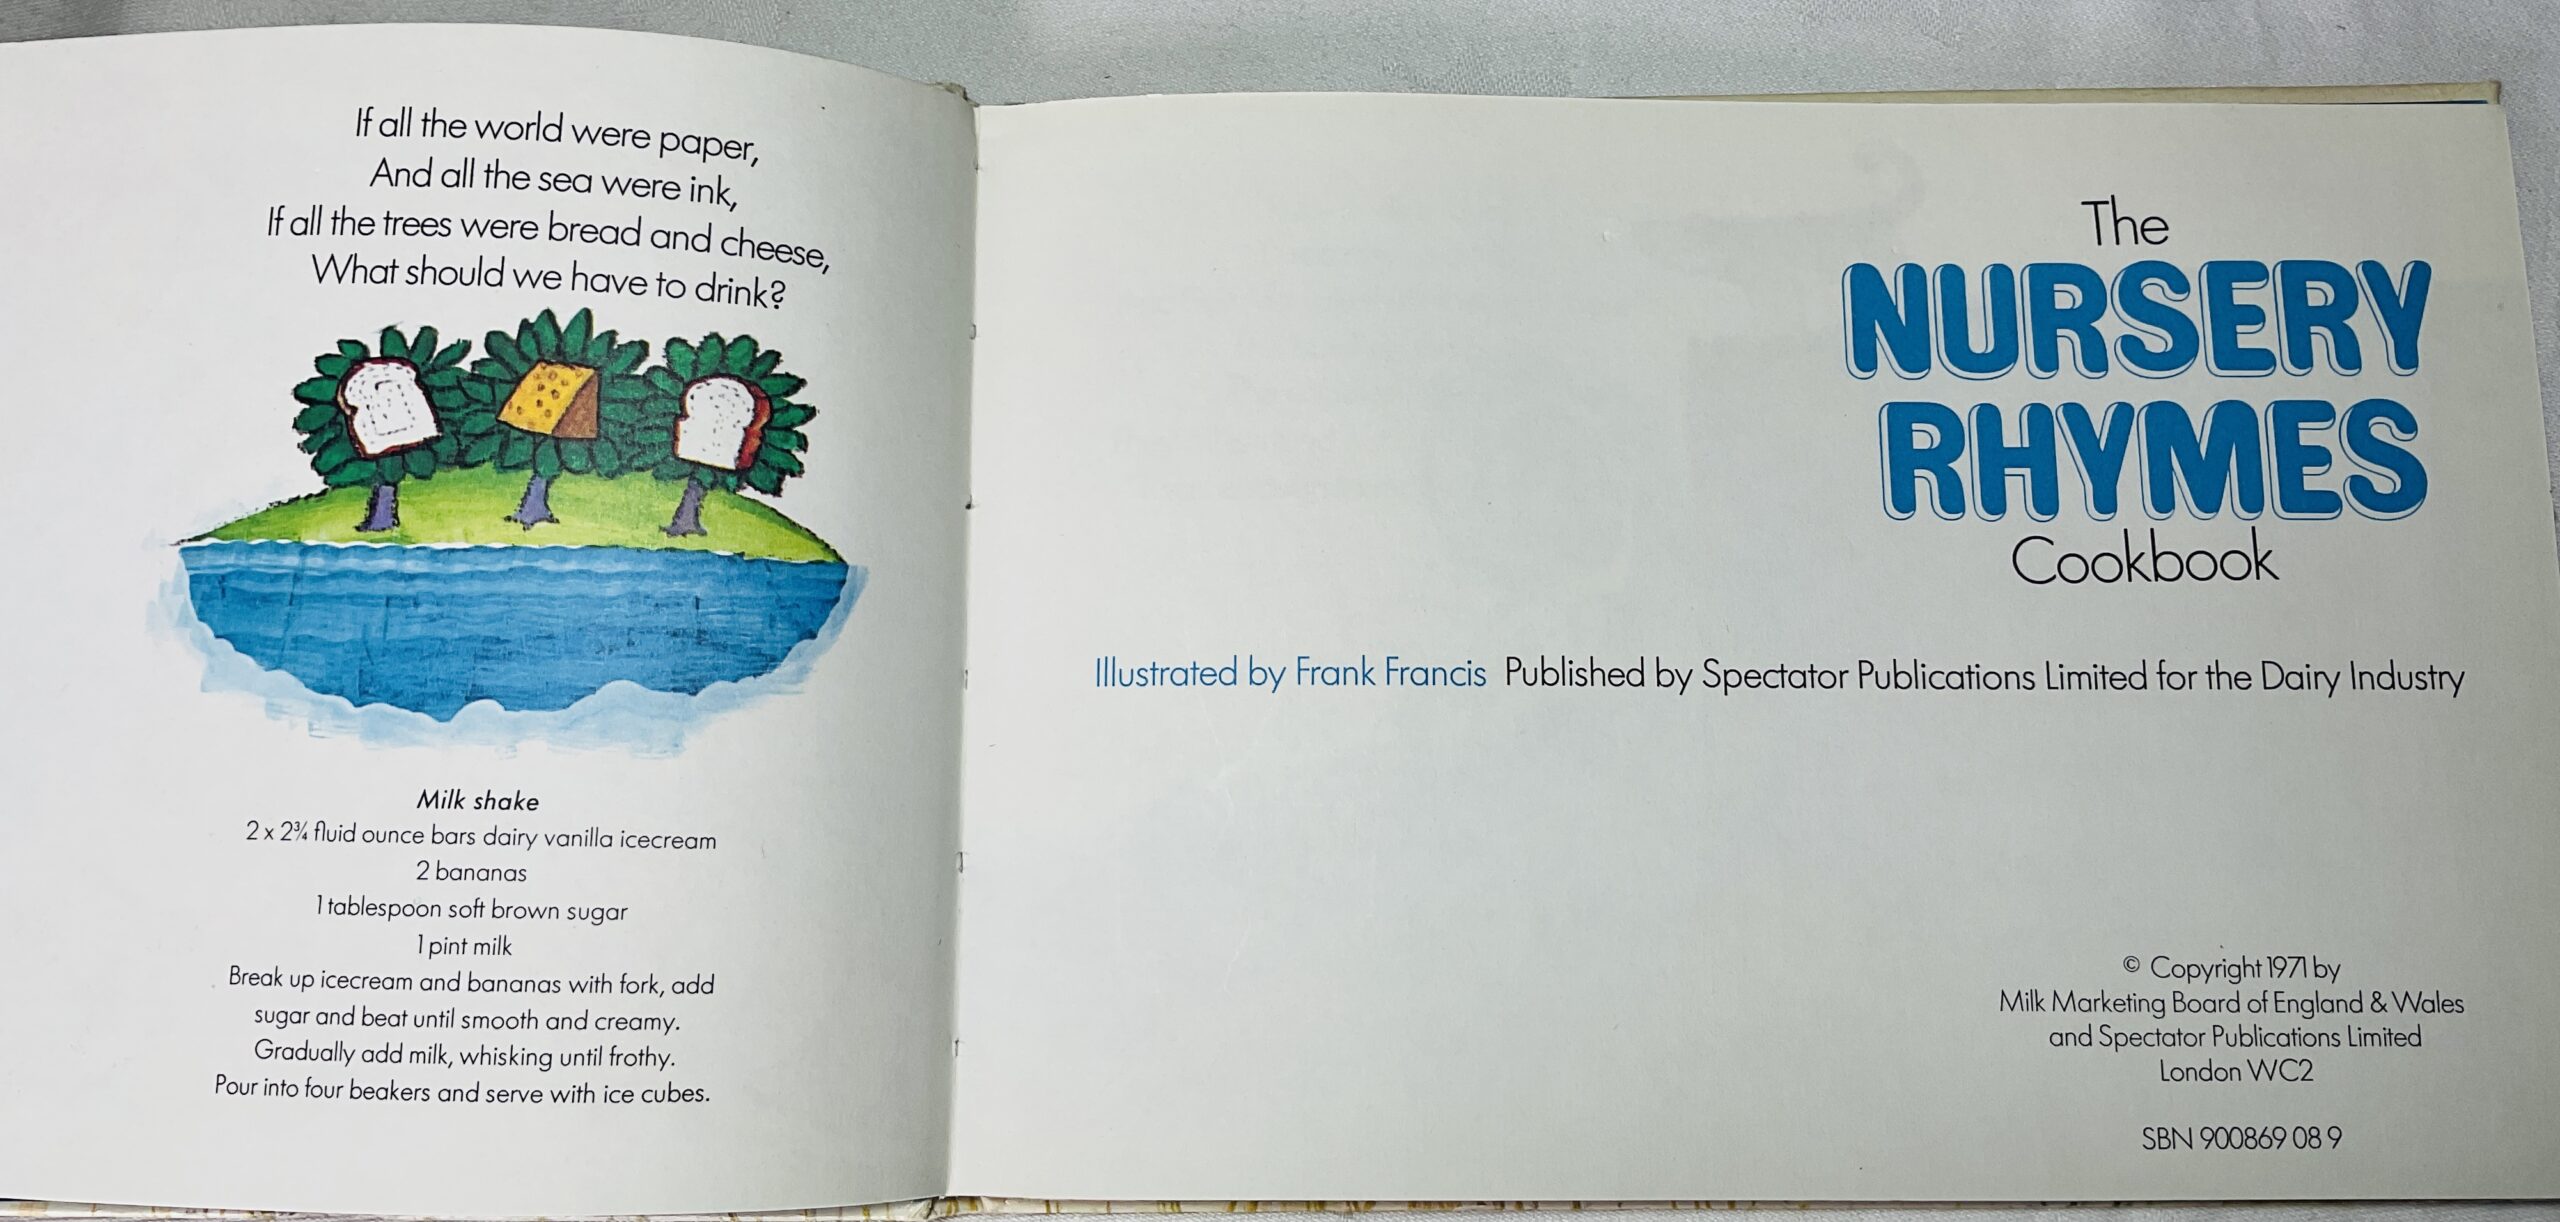 If all the world were paper,
And all the sea were ink,
If all the trees were bread and cheese,
What should we have to drink?
Milk shake
2 x 2¾ fluid ounce bars dairy vanilla icecream
2 bananas
1 tablespoon soft brown sugar
1 pint milk
Break up icecream and bananas with fork, add
sugar and beat until smooth and creamy.
Gradually add milk, whisking until frothy.
Pour into four beakers and serve with ice cubes.
The
NURSERY
RHYMES
Cookbook
Illustrated by Frank Francis Published by Spectator Publications Limited for the Dairy Industry
© Copyright 1971 by
Milk Marketing Board of England & Wales
and Spectator Publications Limited
London WC2
SBN 900869 08 9